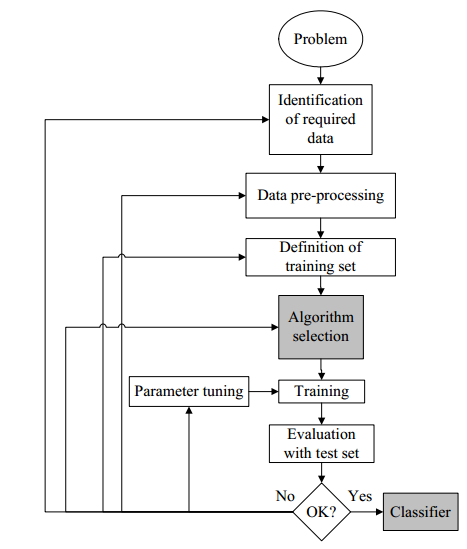 Problem
Identification
of required
data
Data pre-processing
Definition of
training set
Algorithm
selection
Parameter tuning
Training
Evaluation
with test set
No
Yes
OK?
Classifier